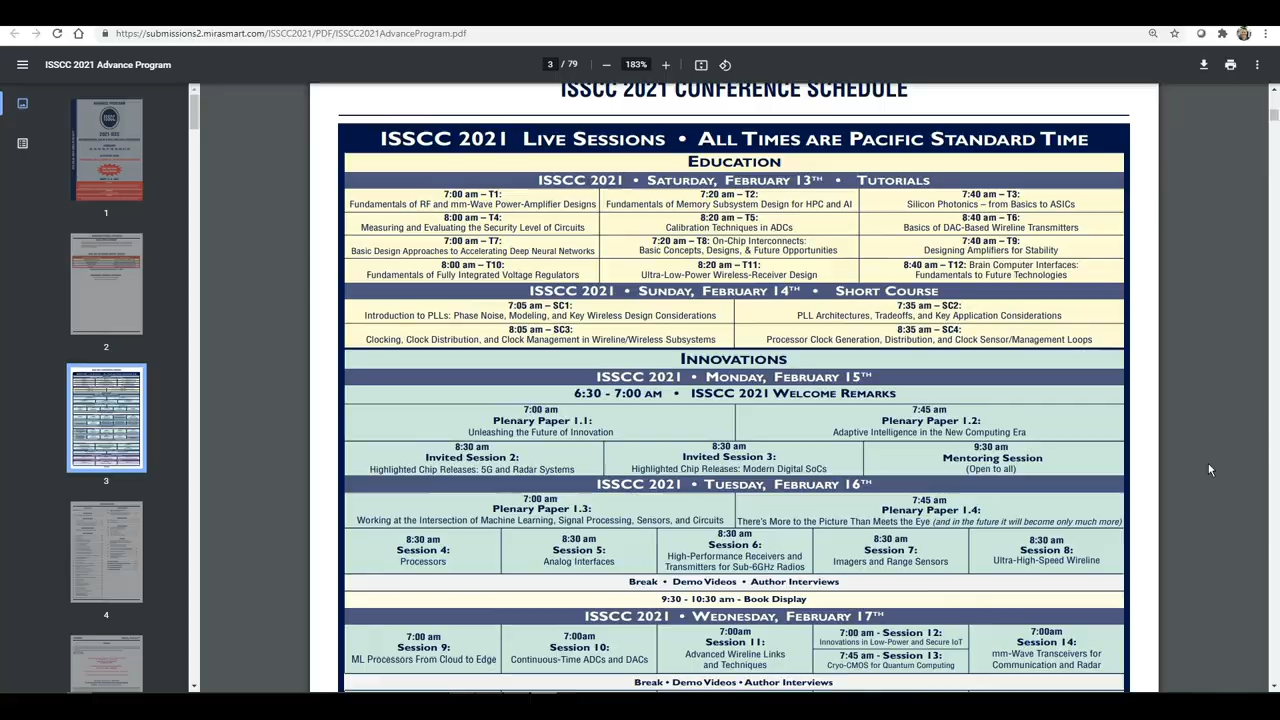 https://submissions2.mirasmart.com/ISSCC2021/PDF/ISSCC2021AdvanceProgram.pdf
ISSCC 2021 Advance Program
3 / 79
183%
1
2
3
4
ISSCC 2021 CONFERENCE SCHEDULE
ISSCC 2021 LIVE SESSIONS • ALL TIMES ARE PACIFIC STANDARD TIME
EDUCATION
ISSCC 2021 • SATURDAY, FEBRUARY 13TH • TUTORIALS
7:00 am – T1:
Fundamentals of RF and mm-Wave Power-Amplifier Designs
7:20 am – T2:
Fundamentals of Memory Subsystem Design for HPC and AI
7:40 am – T3:
Silicon Photonics – from Basics to ASICs
8:00 am – T4:
Measuring and Evaluating the Security Level of Circuits
8:20 am – T5:
Calibration Techniques in ADCs
8:40 am – T6:
Basics of DAC-Based Wireline Transmitters
7:00 am – T7:
Basic Design Approaches to Accelerating Deep Neural Networks
7:20 am – T8: On-Chip Interconnects:
Basic Concepts, Designs, & Future Opportunities
7:40 am – T9:
Designing Amplifiers for Stability
8:00 am – T10:
Fundamentals of Fully Integrated Voltage Regulators
8:20 am – T11:
Ultra-Low-Power Wireless-Receiver Design
8:40 am – T12: Brain Computer Interfaces:
Fundamentals to Future Technologies
ISSCC 2021 • SUNDAY, FEBRUARY 14TH • SHORT COURSE
7:05 am – SC1:
Introduction to PLLs: Phase Noise, Modeling, and Key Wireless Design Considerations
7:35 am – SC2:
PLL Architectures, Tradeoffs, and Key Application Considerations
8:05 am – SC3:
Clocking, Clock Distribution, and Clock Management in Wireline/Wireless Subsystems
8:35 am – SC4:
Processor Clock Generation, Distribution, and Clock Sensor/Management Loops
INNOVATIONS
ISSCC 2021 • MONDAY, FEBRUARY 15TH
6:30 - 7:00 AM • ISSCC 2021 WELCOME REMARKS
7:00 am
Plenary Paper 1.1:
Unleashing the Future of Innovation
7:45 am
Plenary Paper 1.2:
Adaptive Intelligence in the New Computing Era
8:30 am
Invited Session 2:
Highlighted Chip Releases: 5G and Radar Systems
8:30 am
Invited Session 3:
Highlighted Chip Releases: Modern Digital SoCs
9:30 am
Mentoring Session
(Open to all)
ISSCC 2021 • TUESDAY, FEBRUARY 16TH
7:00 am
Plenary Paper 1.3:
Working at the Intersection of Machine Learning, Signal Processing, Sensors, and Circuits
7:45 am
Plenary Paper 1.4:
There's More to the Picture Than Meets the Eye (and in the future it will become only much more)
8:30 am
Session 4:
Processors
8:30 am
Session 5:
Analog Interfaces
8:30 am
Session 6:
High-Performance Receivers and
Transmitters for Sub-6GHz Radios
8:30 am
Session 7:
Imagers and Range Sensors
8:30 am
Session 8:
Ultra-High-Speed Wireline
Break • Demo Videos • Author Interviews
9:30 - 10:30 am - Book Display
ISSCC 2021 • WEDNESDAY, FEBRUARY 17TH
7:00 am
Session 9:
ML Processors From Cloud to Edge
7:00am
Session 10:
Continuous-Time ADCs and DACs
7:00am
Session 11:
Advanced Wireline Links
and Techniques
7:00 am - Session 12:
Innovations in Low-Power and Secure IoT
7:45 am - Session 13:
Cryo-CMOS for Quantum Computing
7:00am
Session 14:
mm-Wave Transceivers for
Communication and Radar
Break • Demo Videos • Author Interviews